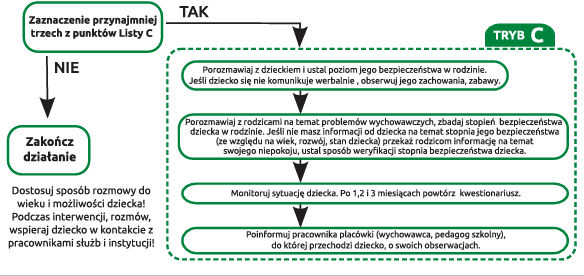 Zaznaczenie przynajmniej
trzech z punktów Listy C
TAK
NIE
Zakończ
działanie
Dostosuj sposób rozmowy do
wieku i możliwości dziecka!
Podczas interwencji, rozmów,
wspieraj dziecko w kontakcie z
pracownikami służb i instytucji!
TRYB C
Porozmawiaj z dzieckiem i ustal poziom jego bezpieczeństwa w rodzinie.
Jeśli dziecko się nie komunikuje werbalnie , obserwuj jego zachowania, zabawy.
Porozmawiaj z rodzicami na temat problemów wychowawczych, zbadaj stopień bezpieczeństwa
dziecka w rodzinie. Jeśli nie masz informacji od dziecka na temat stopnia jego bezpieczeństwa
(ze względu na wiek, rozwój, stan dziecka) przekaż rodzicom informację na temat
swojego niepokoju, ustal sposób weryfikacji stopnia bezpieczeństwa dziecka.
Monitoruj sytuację dziecka. Po 1,2 i 3 miesiącach powtórz kwestionariusz.
Poinformuj pracownika placówki (wychowawca, pedagog szkolny),
do której przechodzi dziecko, o swoich obserwacjach.